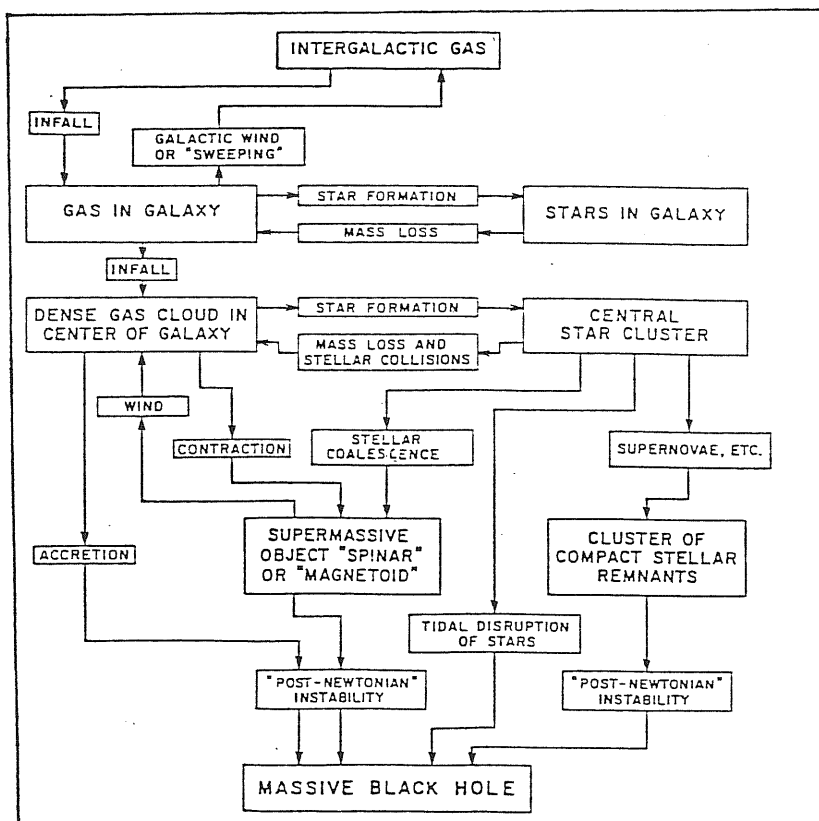 INTERGALACTIC GAS
INFALL
GALACTIC WIND
OR "SWEEPING"
GAS IN GALAXY
STAR FORMATION
MASS LOSS
STARS IN GALAXY
INFALL
DENSE GAS CLOUD IN
CENTER OF GALAXY
STAR FORMATION
MASS LOSS AND
STELLAR COLLISIONS
CENTRAL
STAR CLUSTER
WIND
CONTRACTION
STELLAR
COALESCENCE
SUPERNOVAE, ETC.
ACCRETION
SUPERMASSIVE
OBJECT "SPINAR"
OR "MAGNETOID"
CLUSTER OF
COMPACT STELLAR
REMNANTS
TIDAL DISRUPTION
OF STARS
"POST-NEWTONIAN"
INSTABILITY
"POST-NEWTONIAN"
INSTABILITY
MASSIVE BLACK HOLE